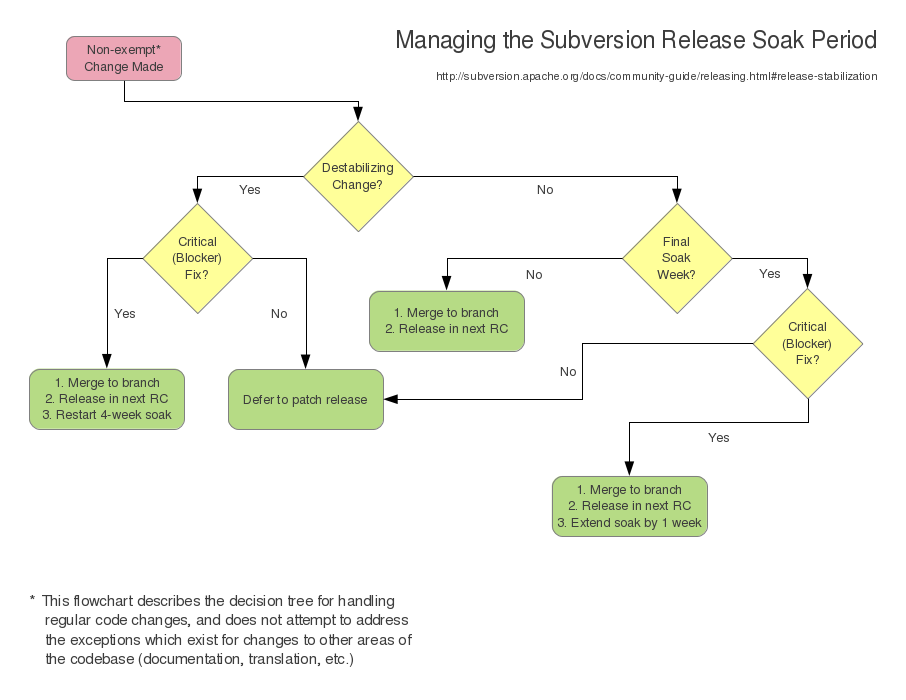 Managing the Subversion Release Soak Period
http://subversion.apache.org/docs/community-guide/releasing.html#release-stabilization
Non-exempt*
Change Made
Destabilizing
Change?
Yes
No
Critical
(Blocker)
Fix?
Final
Soak
Week?
Yes
No
No
Yes
1. Merge to branch
2. Release in next RC
Critical
(Blocker)
Fix?
1. Merge to branch
2. Release in next RC
3. Restart 4-week soak
Defer to patch release
No
Yes
1. Merge to branch
2. Release in next RC
3. Extend soak by 1 week
* This flowchart describes the decision tree for handling
regular code changes, and does not attempt to address
the exceptions which exist for changes to other areas of
the codebase (documentation, translation, etc.)